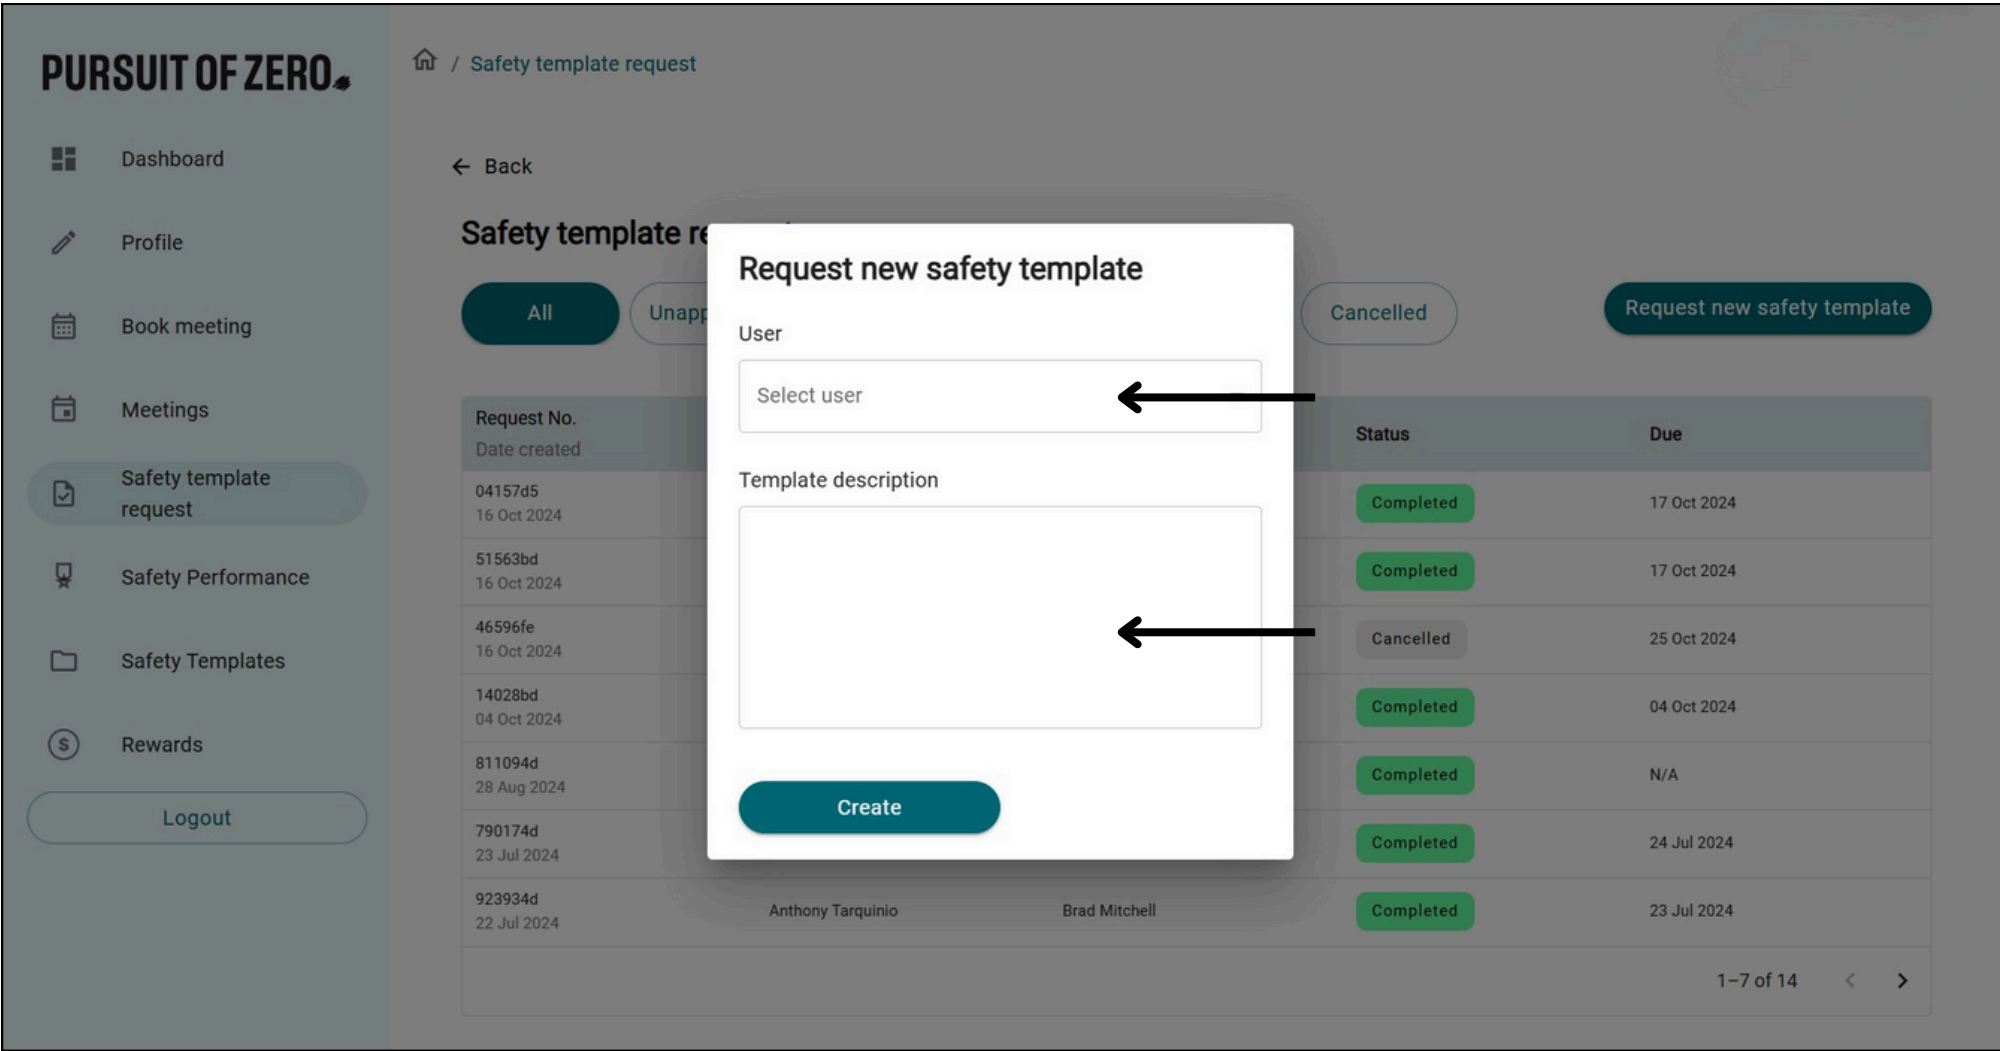 PURSUIT OF ZERO
Dashboard
Profile
Book meeting
Meetings
Safety template
request
Safety Performance
Safety Templates
Rewards
Logout
/ Safety template request
Back
Safety template
All
Cancelled
Request new safety template
Request No.
Date created
Status
Due
04157d5
16 Oct 2024
Completed
17 Oct 2024
51563bd
16 Oct 2024
Completed
17 Oct 2024
46596fe
16 Oct 2024
Cancelled
25 Oct 2024
14028bd
04 Oct 2024
Completed
04 Oct 2024
811094d
28 Aug 2024
Completed
N/A
790174d
23 Jul 2024
Completed
24 Jul 2024
923934d
22 Jul 2024
Anthony Tarquinio
Brad Mitchell
Completed
23 Jul 2024
1–7 of 14
Request new safety template
User
Select user
Template description
Create